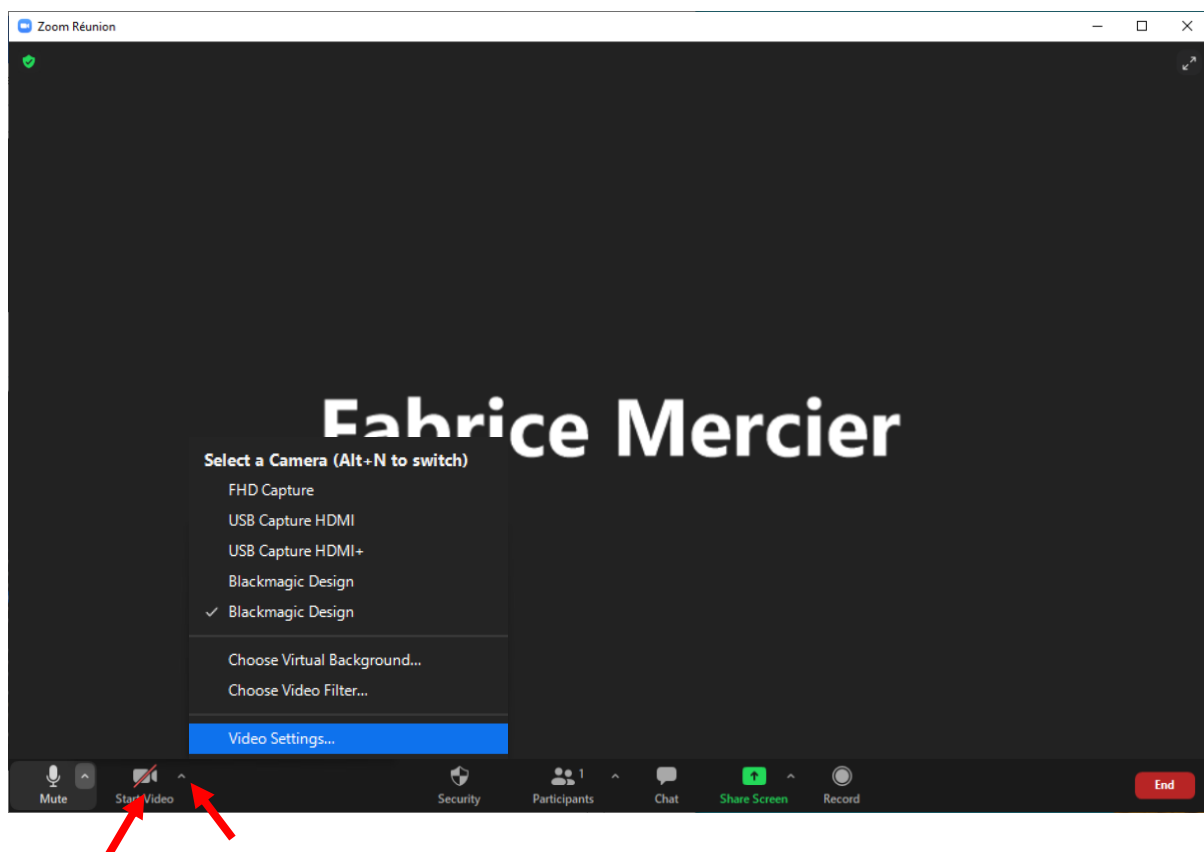 Zoom Réunion
Fabrice Mercier
Select a Camera (Alt+N to switch)
FHD Capture
USB Capture HDMI
USB Capture HDMI+
Blackmagic Design
Blackmagic Design
Choose Virtual Background...
Choose Video Filter...
Video Settings...
Mute
Start Video
Security
1
Participants
Chat
Share Screen
Record
End